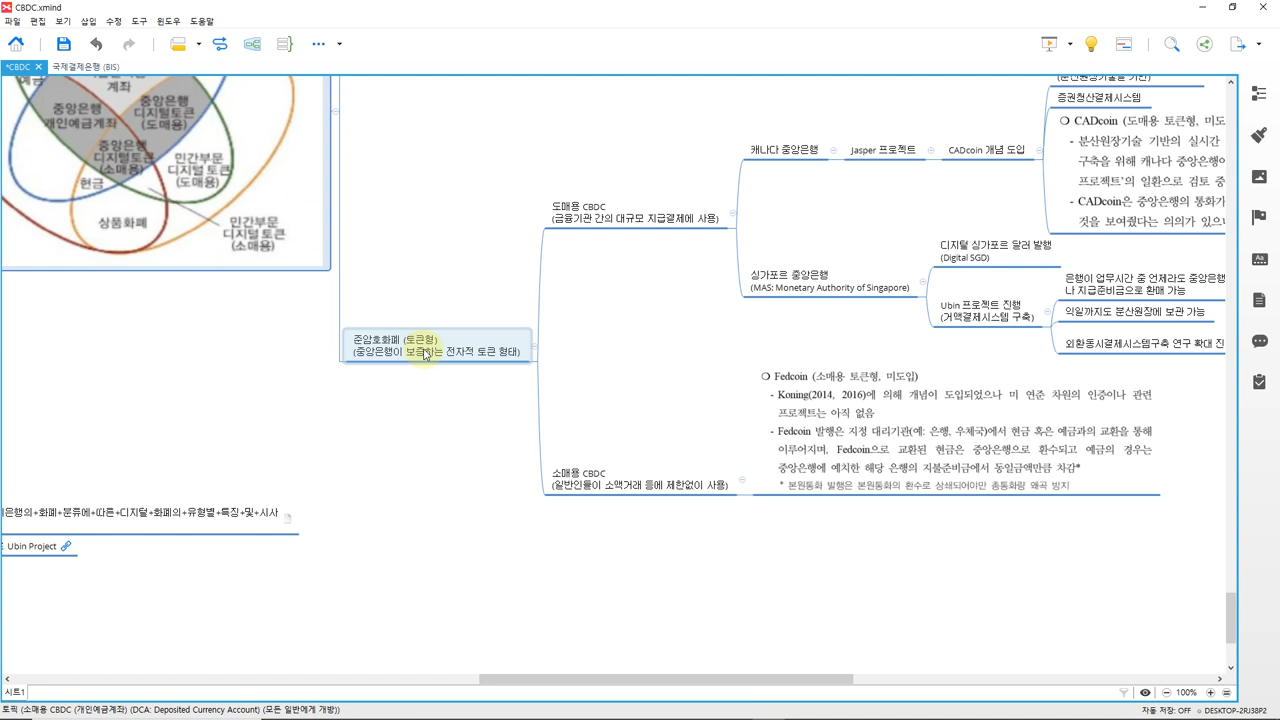 CBDC.xmind
파일 편집 보기 삽입 수정 도구 윈도우 도움말
*CBDC 국제결제은행 (BIS)
계좌
중앙은행
개인예금계좌
중앙은행
디지털토큰
(도매용)
중앙은행
디지털토큰
(소매용)
현금
민간부문
디지털 토큰
(도매용)
상품화폐
민간부문
디지털 토큰
(소매용)
준암호화폐 (토큰형)
(중앙은행이 보증하는 전자적 토큰 형태)
도매용 CBDC
(금융기관 간의 대규모 지급결제에 사용)
캐나다 중앙은행
Jasper 프로젝트
CADcoin 개념 도입
(분산원장기술을 기반)
증권청산결제시스템
❍ CADcoin (도매용 토큰형, 미도
- 분산원장기술 기반의 실시간
구축을 위해 캐나다 중앙은행이
프로젝트'의 일환으로 검토 중
- CADcoin은 중앙은행의 통화가
것을 보여줬다는 의의가 있으나
싱가포르 중앙은행
(MAS: Monetary Authority of Singapore)
디지털 싱가포르 달러 발행
(Digital SGD)
Ubin 프로젝트 진행
(거액결제시스템 구축)
은행이 업무시간 중 언제라도 중앙은행
나 지급준비금으로 환매 가능
익일까지도 분산원장에 보관 가능
외환동시결제시스템구축 연구 확대 진
소매용 CBDC
(일반인들이 소액거래 등에 제한없이 사용)
❍ Fedcoin (소매용 토큰형, 미도입)
- Koning(2014, 2016)에 의해 개념이 도입되었으나 미 연준 차원의 인증이나 관련
프로젝트는 아직 없음
- Fedcoin 발행은 지정 대리기관(예: 은행, 우체국)에서 현금 혹은 예금과의 교환을 통해
이루어지며, Fedcoin으로 교환된 현금은 중앙은행으로 환수되고 예금의 경우는
중앙은행에 예치한 해당 은행의 지불준비금에서 동일금액만큼 차감*
* 본원통화 발행은 본원통화의 환수로 상쇄되어야만 총통화량 왜곡 방지
은행의+화폐+분류에+따른+디지털+화폐의+유형별+특징+및+시사
Ubin Project
시트1
100%
토픽 (소매용 CBDC (개인예금계좌) (DCA: Deposited Currency Account) (모든 일반에게 개방))
자동 저장: OFF DESKTOP-2RJ38P2